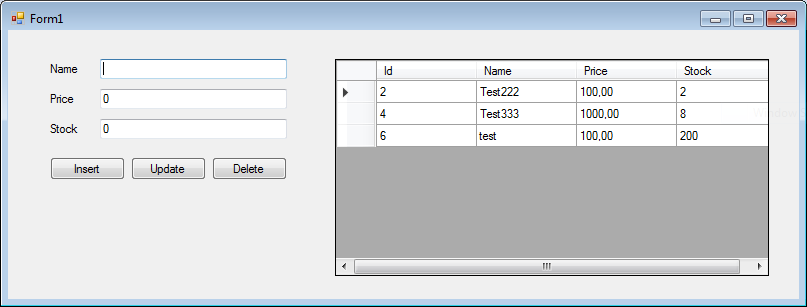 Form1
Name
Price 0
Stock 0
Insert Update Delete
Id Name Price Stock
2 Test222 100,00 2
4 Test333 1000,00 8
6 test 100,00 200